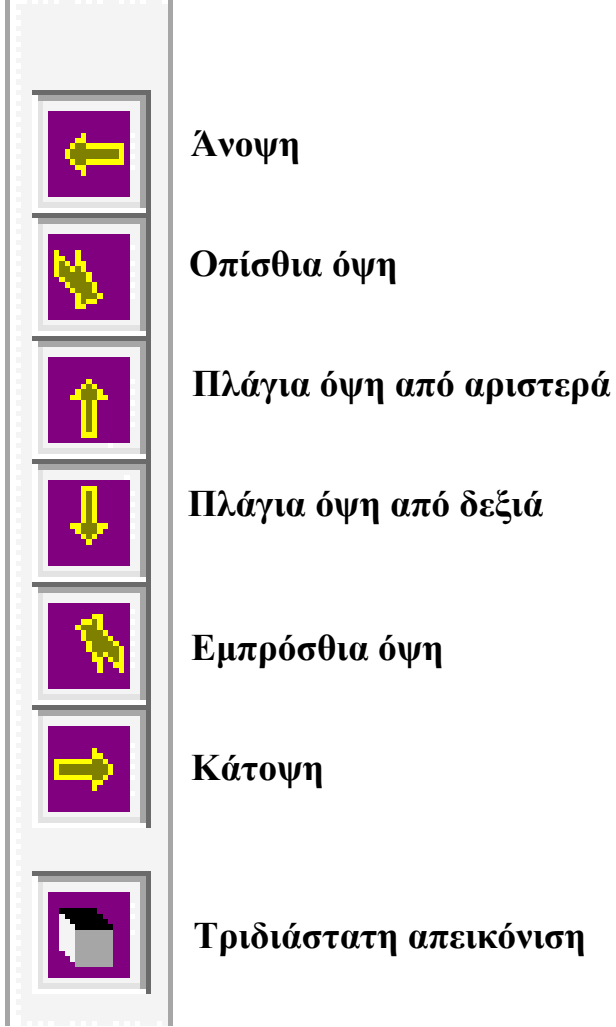 Άνοψη
Οπίσθια όψη
Πλάγια όψη από αριστερά
Πλάγια όψη από δεξιά
Εμπρόσθια όψη
Κάτοψη
Τριδιάστατη απεικόνιση